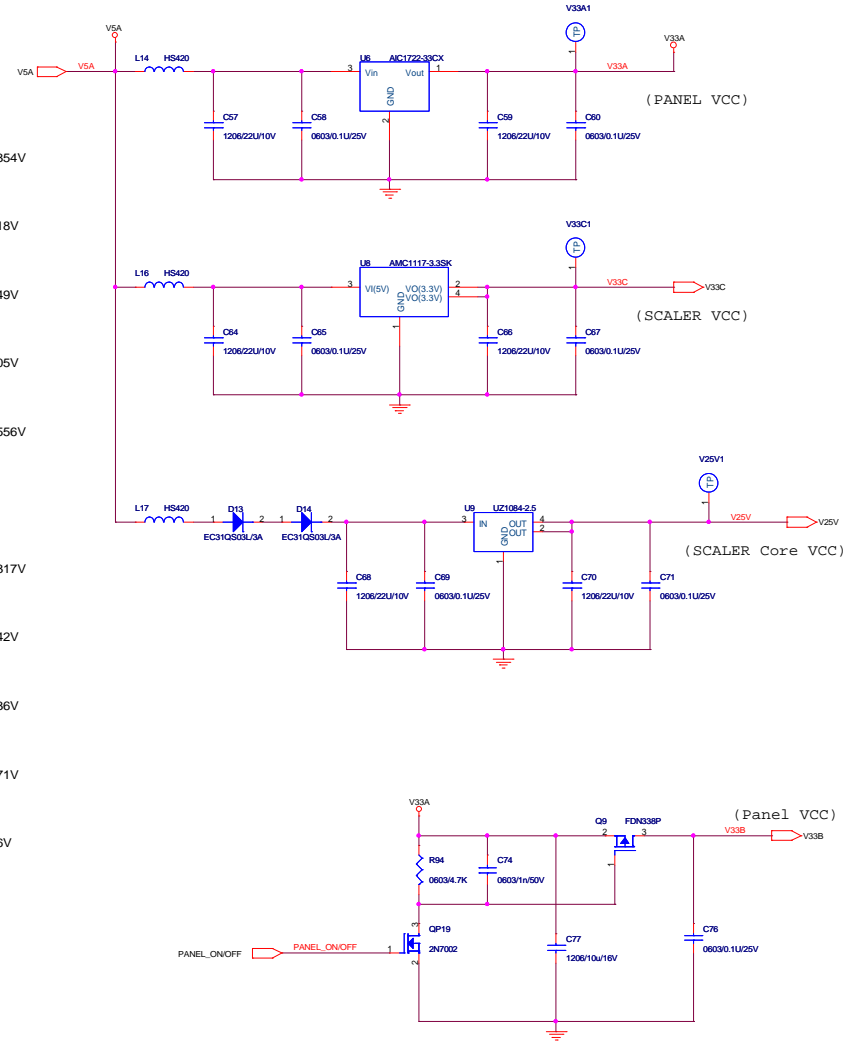 V33A1
TP
1
V33A
V5A
V5A
V5A
L14 HS420
U6 AIC1722-33CX
3 Vin Vout 1
GND
2
V33A
(PANEL VCC)
C57
1206/22U/10V
C58
0603/0.1U/25V
C59
1206/22U/10V
C60
0603/0.1U/25V
354V
18V
V33C1
TP
1
L16 HS420
U8 AMC1117-3.3SK
3 VI(5V) VO(3.3V) 2
VO(3.3V) 4
GND
1
V33C
V33C
(SCALER VCC)
49V
C64
1206/22U/10V
C65
0603/0.1U/25V
C66
1206/22U/10V
C67
0603/0.1U/25V
05V
556V
V25V1
TP
1
L17 HS420
1 D13 2
EC31QS03L/3A
1 D14 2
EC31QS03L/3A
U9 UZ1084-2.5
3 IN OUT 4
OUT 2
GND
1
V25V
V25V
(SCALER Core VCC)
317V
C68
1206/22U/10V
C69
0603/0.1U/25V
C70
1206/22U/10V
C71
0603/0.1U/25V
42V
36V
71V
6V
V33A
R94
0603/4.7K
C74
0603/1n/50V
Q9 FDN338P
2 3
1
(Panel VCC)
V33B
V33B
PANEL_ON/OFF
PANEL_ON/OFF
1
3
2
QP19
2N7002
C77
1206/10u/16V
C76
0603/0.1U/25V